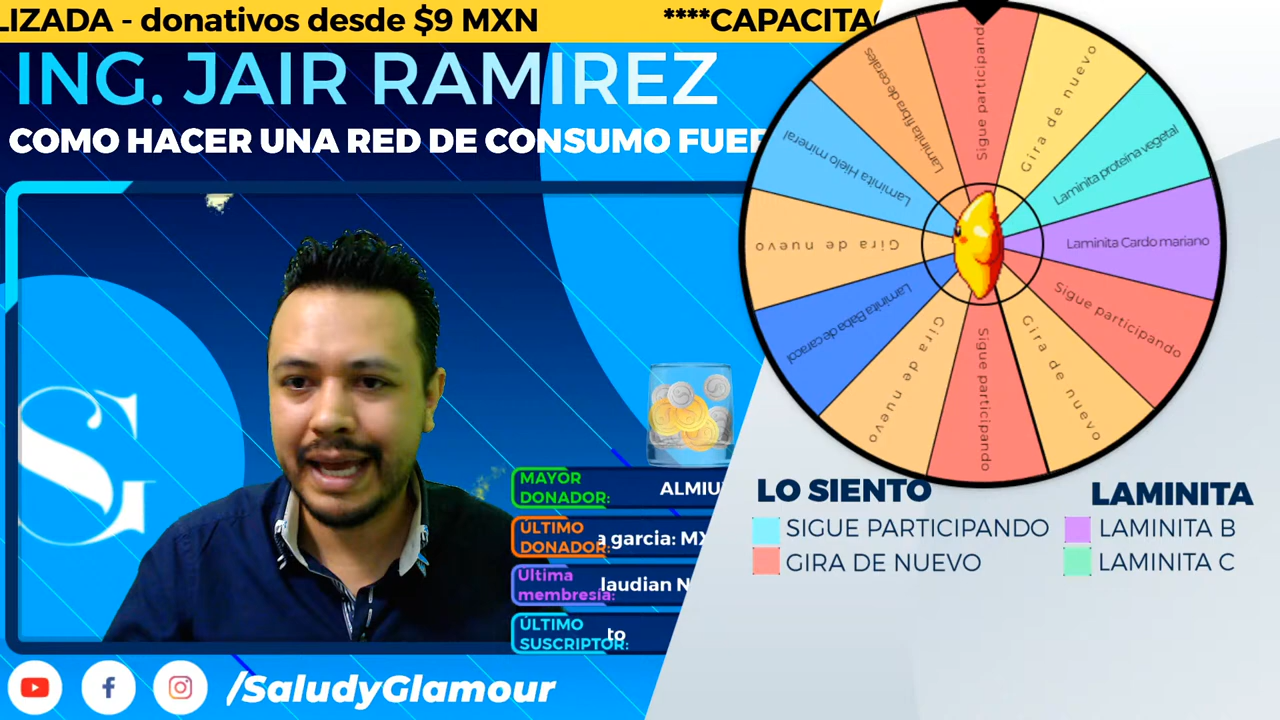 LIZADA - donativos desde $9 MXN
****CAPACITA
ING. JAIR RAMIREZ
COMO HACER UNA RED DE CONSUMO FUER
Sigue participando
Gira de nuevo
Laminita proteina vegetal
Laminita Cardo mariano
Sigue participando
Gira de nuevo
Sigue participando
Gira de nuevo
Laminita Baba de caracol
Gira de nuevo
Laminita Hielo mineral
Laminita fibra de cerales
MAYOR DONADOR:
ALMIU
ÚLTIMO DONADOR:
a garcia: MX
Última membresía:
laudian N
ÚLTIMO SUSCRIPTOR:
to
LO SIENTO
SIGUE PARTICIPANDO
GIRA DE NUEVO
LAMINITA
LAMINITA B
LAMINITA C
SG
/SaludyGlamour